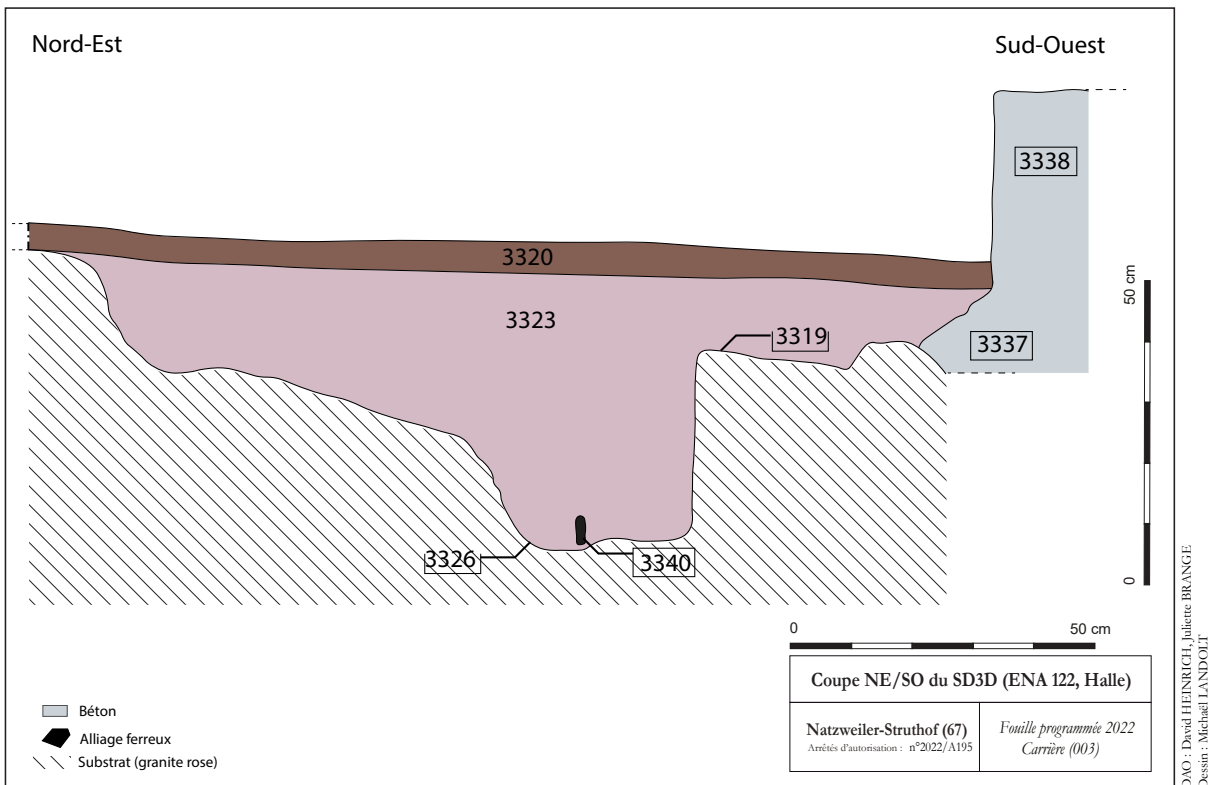 Nord-Est
Sud-Ouest
3338
3320
3323
3319
3337
3326
3340
50 cm
0
0
50 cm
Béton
Alliage ferreux
Substrat (granite rose)
Coupe NE/SO du SD3D (ENA 122, Halle)
Natzweiler-Struthof (67)
Arrêtés d'autorisation : n°2022/A195
Fouille programmée 2022
Carrière (003)
DAO : David HEINRICH, Juliette BRANGE
Dessin : Michaël LANDOLT